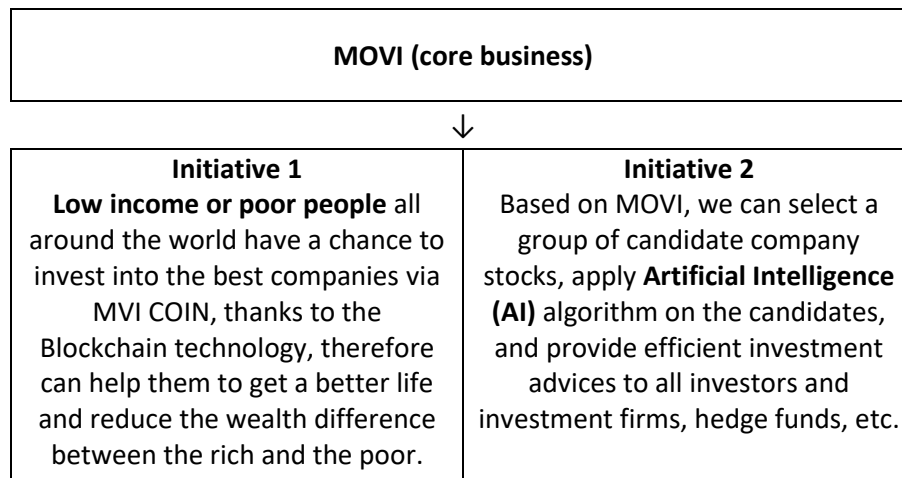 MOVI (core business)
↓
Initiative 1
Low income or poor people all
around the world have a chance to
invest into the best companies via
MVI COIN, thanks to the
Blockchain technology, therefore
can help them to get a better life
and reduce the wealth difference
between the rich and the poor.
Initiative 2
Based on MOVI, we can select a
group of candidate company
stocks, apply Artificial Intelligence
(AI) algorithm on the candidates,
and provide efficient investment
advices to all investors and
investment firms, hedge funds, etc.